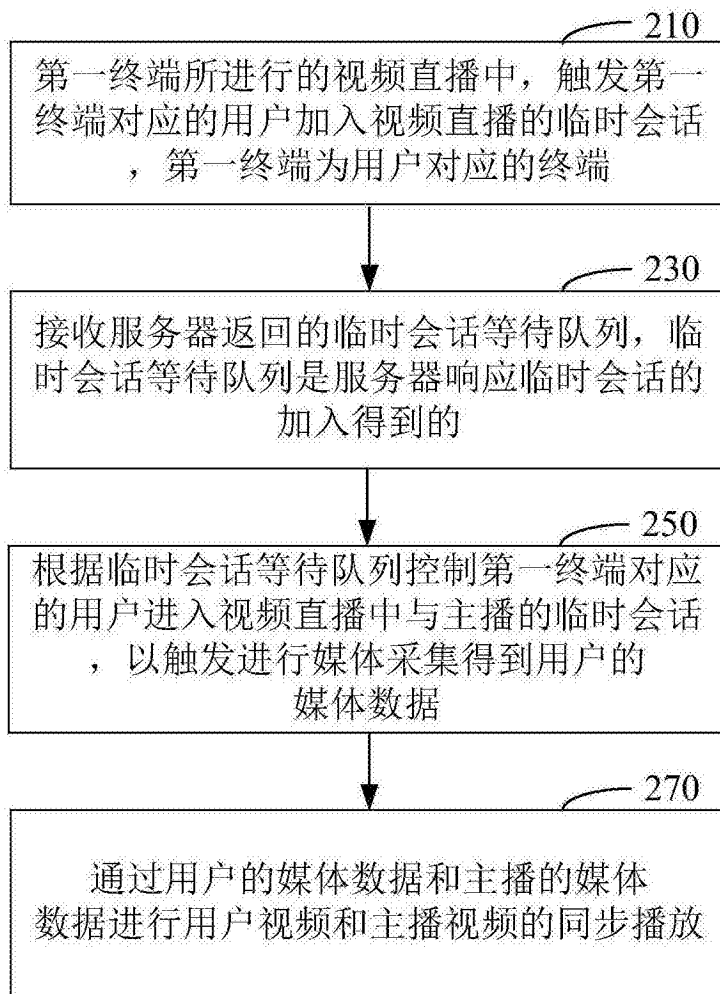 210
第一终端所进行的视频直播中，触发第一
终端对应的用户加入视频直播的临时会话
，第一终端为用户对应的终端
230
接收服务器返回的临时会话等待队列，临
时会话等待队列是服务器响应临时会话的
加入得到的
250
根据临时会话等待队列控制第一终端对应
的用户进入视频直播中与主播的临时会话
，以触发进行媒体采集得到用户的
媒体数据
270
通过用户的媒体数据和主播的媒体
数据进行用户视频和主播视频的同步播放